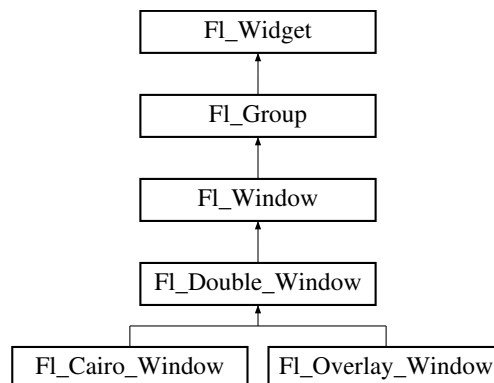 Fl_Widget
Fl_Group
Fl_Window
Fl_Double_Window
Fl_Cairo_Window
Fl_Overlay_Window